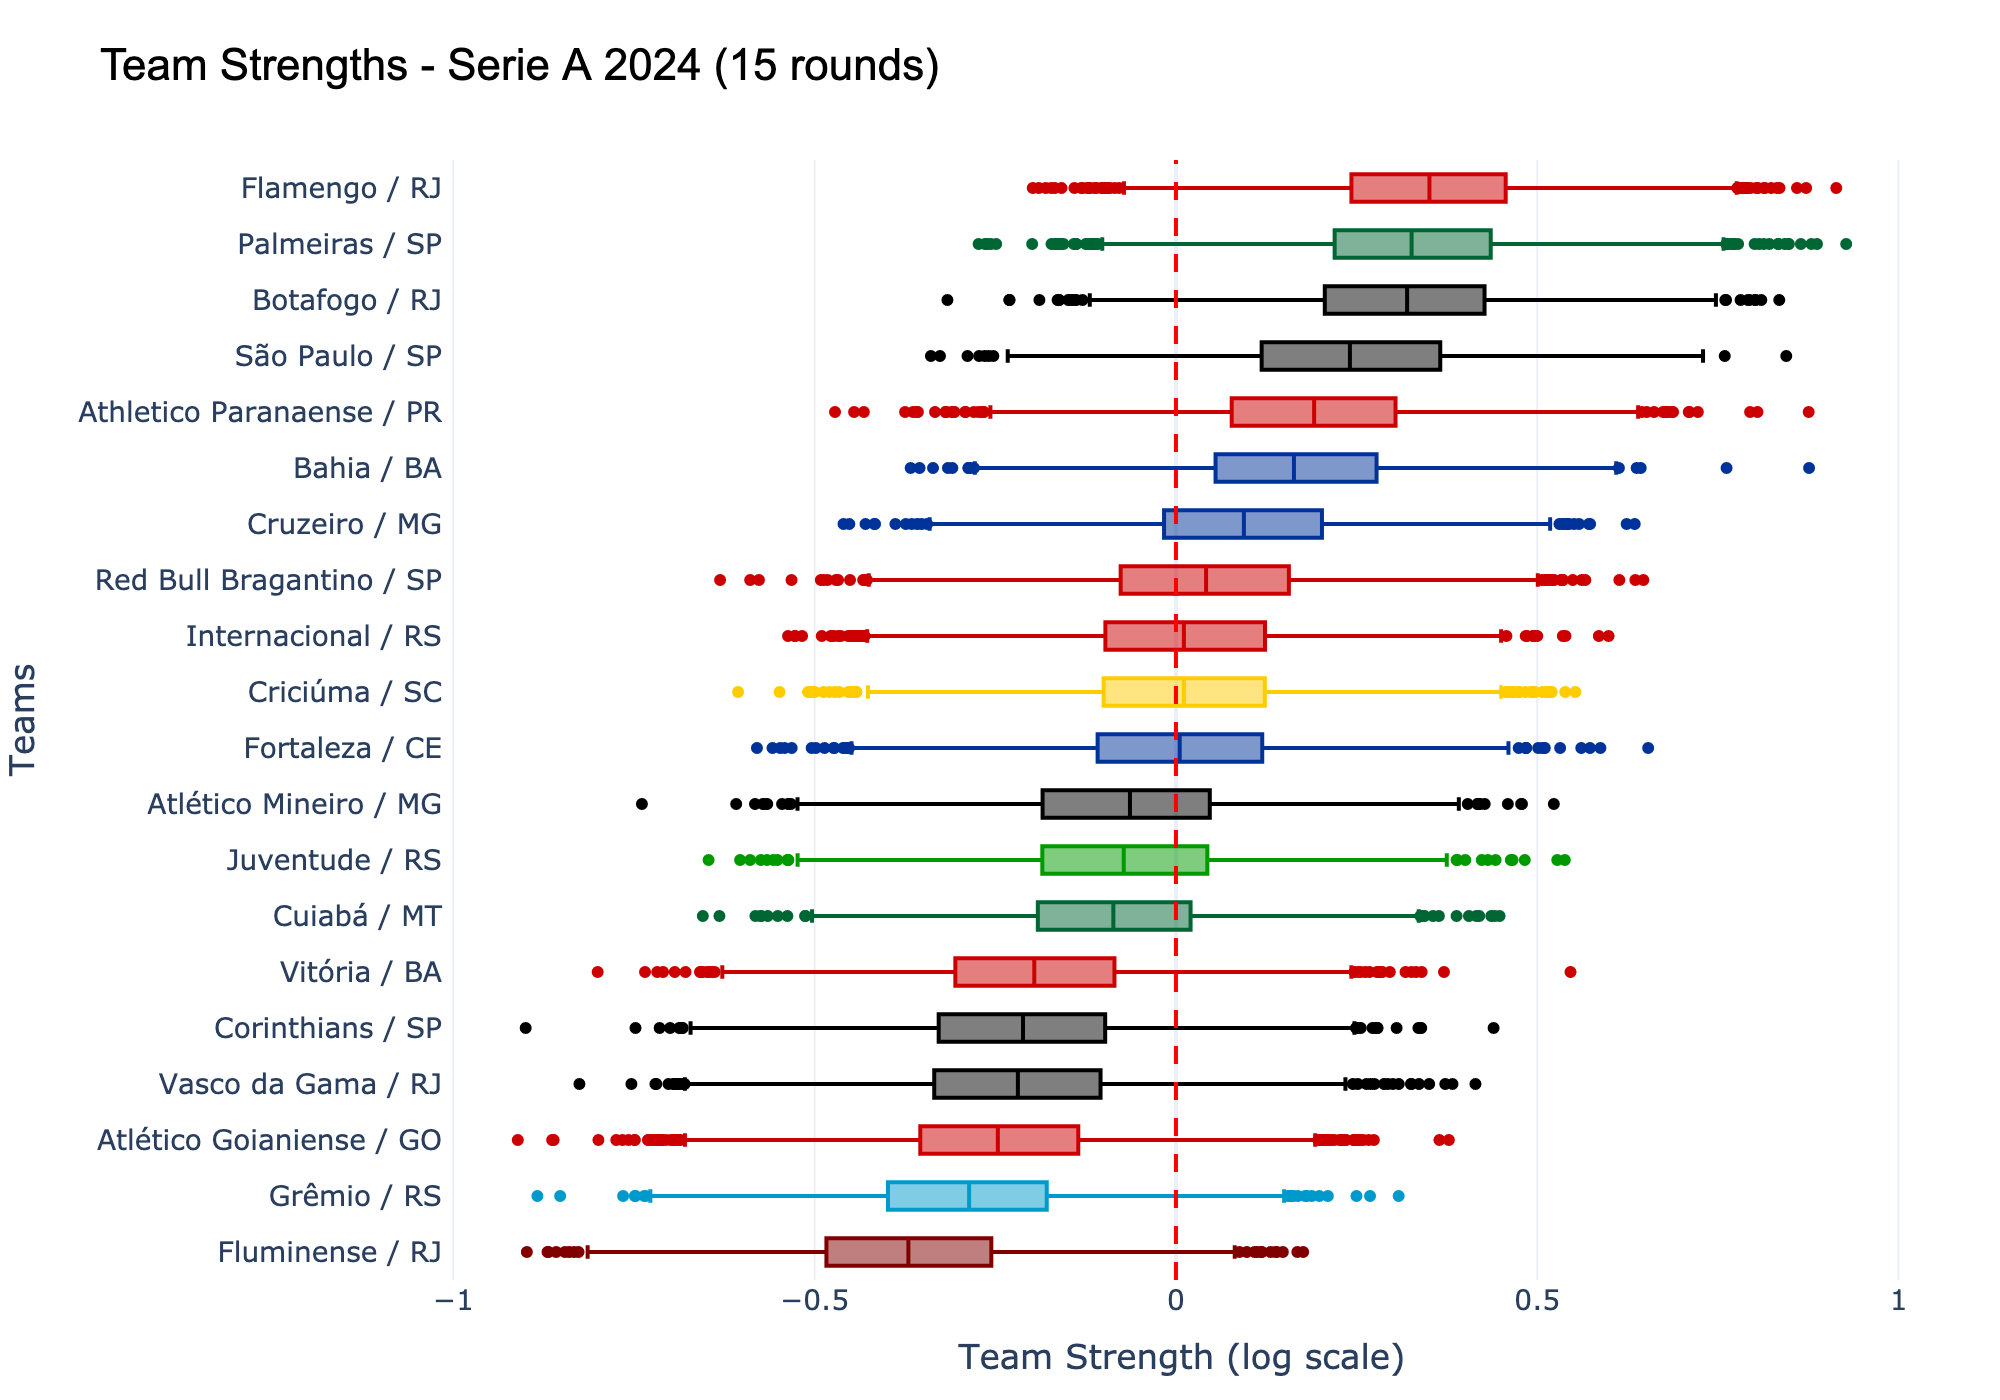 Team Strengths - Serie A 2024 (15 rounds)
Flamengo / RJ
Palmeiras / SP
Botafogo / RJ
São Paulo / SP
Athletico Paranaense / PR
Bahia / BA
Cruzeiro / MG
Red Bull Bragantino / SP
Internacional / RS
Criciúma / SC
Fortaleza / CE
Atlético Mineiro / MG
Juventude / RS
Cuiabá / MT
Vitória / BA
Corinthians / SP
Vasco da Gama / RJ
Atlético Goianiense / GO
Grêmio / RS
Fluminense / RJ
Teams
−1 −0.5 0 0.5 1
Team Strength (log scale)